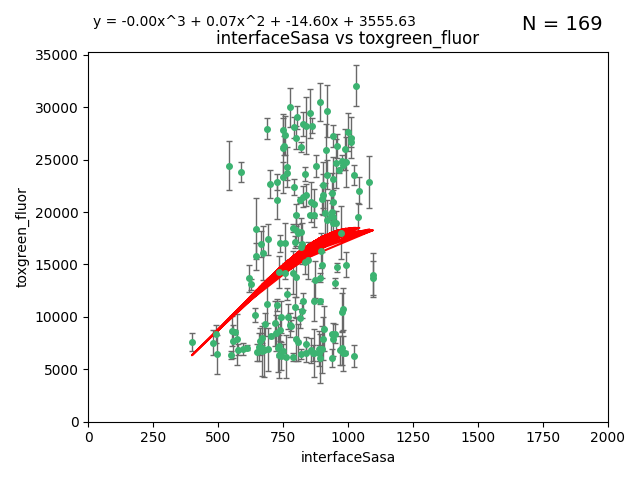 y = -0.00x^3 + 0.07x^2 + -14.60x + 3555.63
N = 169
interfaceSasa vs toxgreen_fluor
35000
30000
25000
20000
15000
10000
5000
0
toxgreen_fluor
0 250 500 750 1000 1250 1500 1750 2000
interfaceSasa